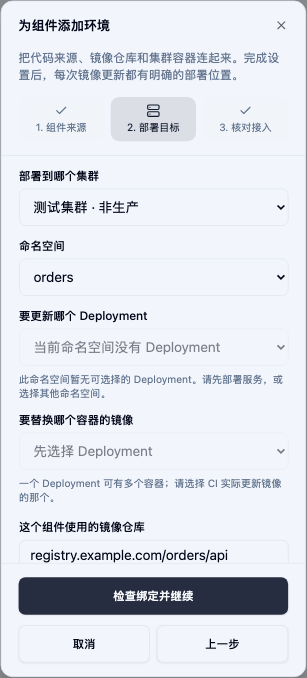 为组件添加环境
把代码来源、镜像仓库和集群容器连起来。完成设
置后，每次镜像更新都有明确的部署位置。
1. 组件来源
2. 部署目标
3. 核对接入
部署到哪个集群
测试集群 · 非生产
命名空间
orders
要更新哪个 Deployment
当前命名空间没有 Deployment
此命名空间暂无可选择的 Deployment。请先部署服务，或
选择其他命名空间。
要替换哪个容器的镜像
先选择 Deployment
一个 Deployment 可有多个容器；请选择 CI 实际更新镜像
的那个。
这个组件使用的镜像仓库
registry.example.com/orders/api
检查绑定并继续
取消
上一步